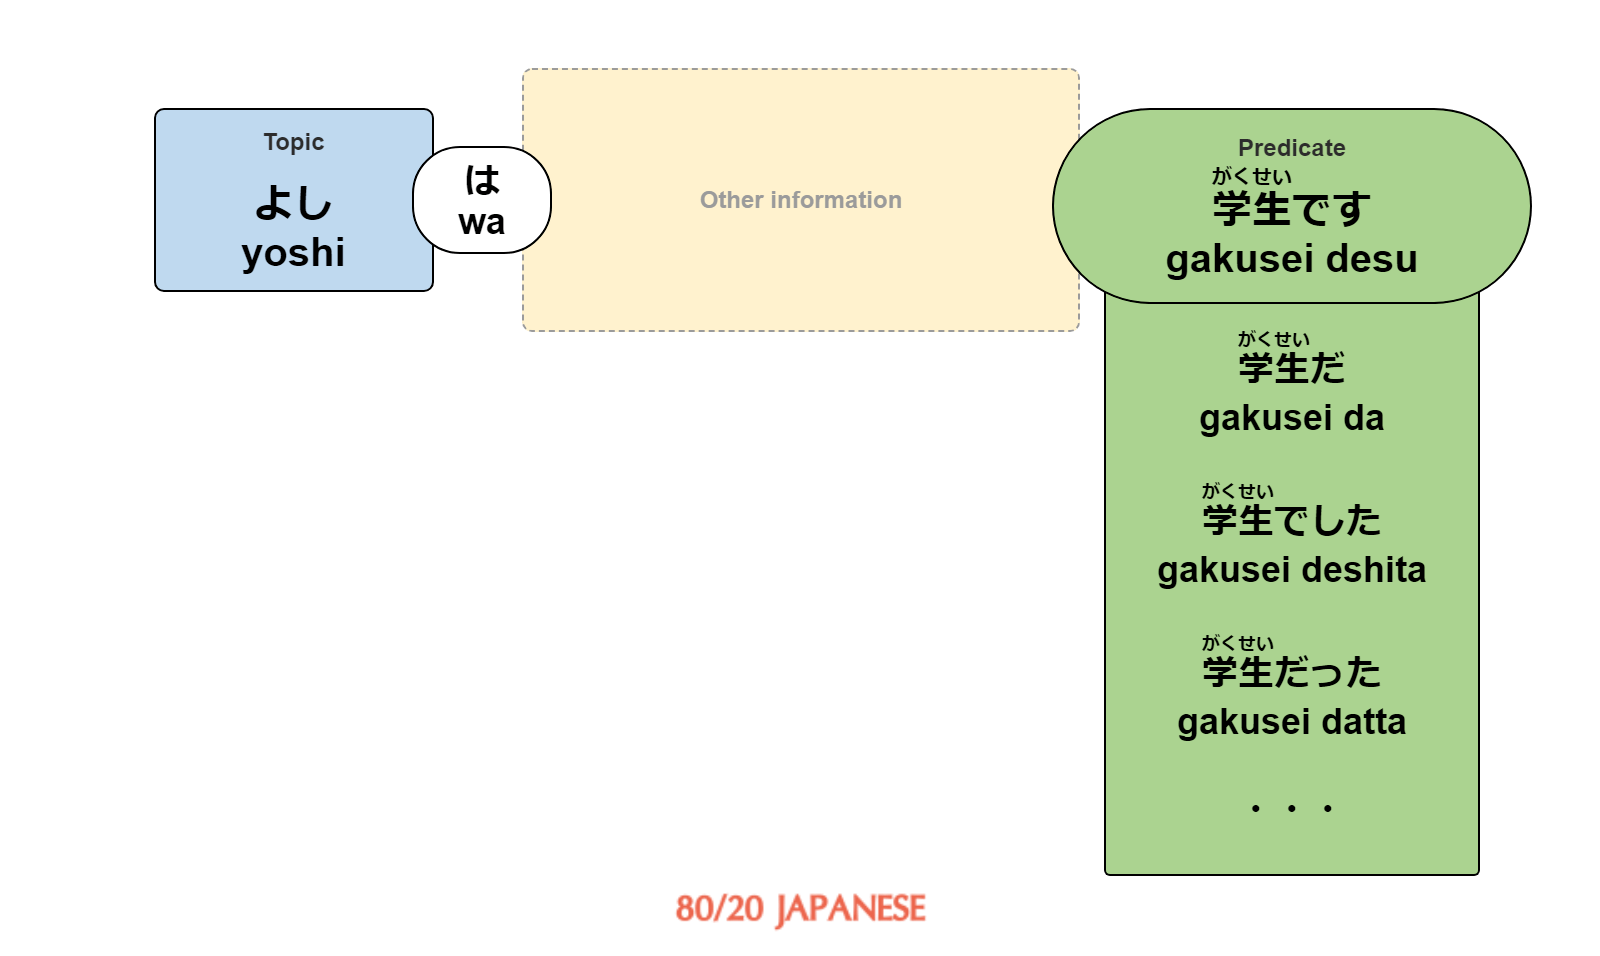 Topic
よし
yoshi
は
wa
Other information
Predicate
がくせい
学生です
gakusei desu
がくせい
学生だ
gakusei da
がくせい
学生でした
gakusei deshita
がくせい
学生だった
gakusei datta
・・・
80/20 JAPANESE